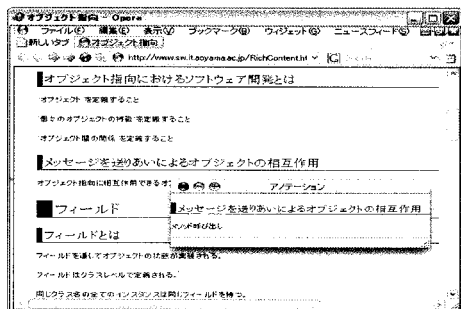 オブジェクト指向 - Opera
ファイル(F) 編集(E) 表示(V) ブックマーク(B) ウィジェット(G) ニュースフィード(S)
新しいタブ オブジェクト指向
http://www.sw.it.aoyama.ac.jp/RichContent.ht
オブジェクト指向におけるソフトウェア開発とは
オブジェクト を定義すること
個々のオブジェクトの特徴 を定義すること
オブジェクト間の関係 を定義すること
メッセージを送りあいによるオブジェクトの相互作用
オブジェクト指向に相互作用できるオ
アノテーション
メッセージを送りあいによるオブジェクトの相互作用
メソッド呼び出し
フィールド
フィールドとは
フィールドを通してオブジェクトの状態が実装される。
フィールドはクラスレベルで定義される。
同じクラス名の全てのインスタンスは同じフィールドを持つ。